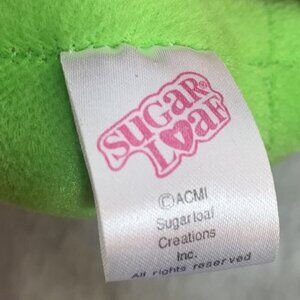 SUGAR®
LOAF
©ACMI
Sugarloaf
Creations
Inc.
All rights reserved